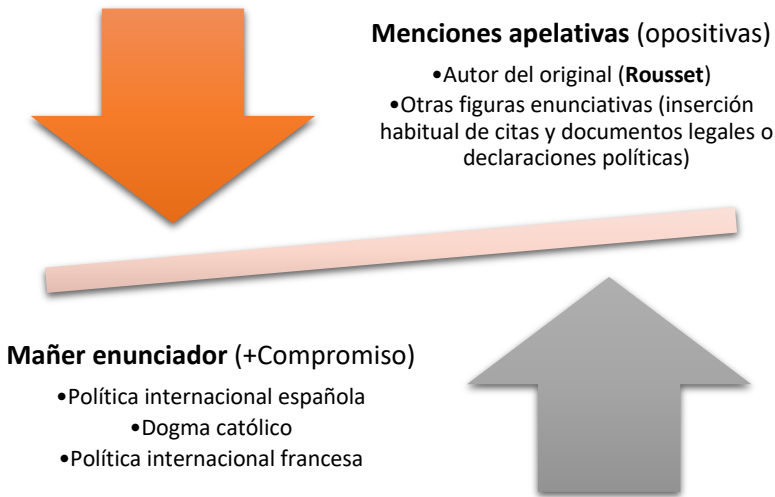 Menciones apelativas (opositivas)
•Autor del original (Rousset)
•Otras figuras enunciativas (inserción
habitual de citas y documentos legales o
declaraciones políticas)
Mañer enunciador (+Compromiso)
•Política internacional española
•Dogma católico
•Política internacional francesa